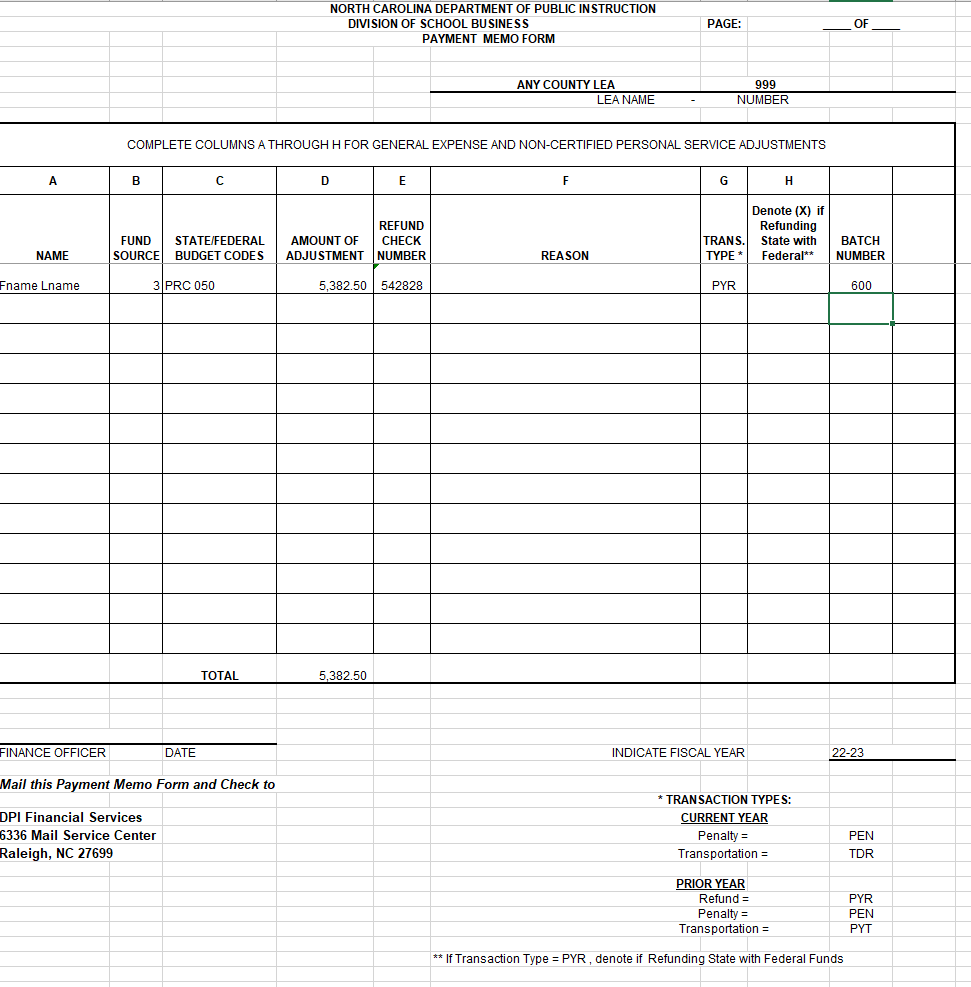 NORTH CAROLINA DEPARTMENT OF PUBLIC INSTRUCTION
DIVISION OF SCHOOL BUSINESS PAGE: ____ OF ____
PAYMENT MEMO FORM
ANY COUNTY LEA 999
LEA NAME - NUMBER
COMPLETE COLUMNS A THROUGH H FOR GENERAL EXPENSE AND NON-CERTIFIED PERSONAL SERVICE ADJUSTMENTS
A B C D E F G H
NAME FUND SOURCE STATE/FEDERAL BUDGET CODES AMOUNT OF ADJUSTMENT REFUND CHECK NUMBER REASON TRANS. TYPE * Denote (X) if Refunding State with Federal** BATCH NUMBER
Fname Lname 3 PRC 050 5,382.50 542828 PYR 600
TOTAL 5,382.50
FINANCE OFFICER DATE INDICATE FISCAL YEAR 22-23
Mail this Payment Memo Form and Check to
* TRANSACTION TYPES:
DPI Financial Services CURRENT YEAR
6336 Mail Service Center Penalty = PEN
Raleigh, NC 27699 Transportation = TDR
PRIOR YEAR
Refund = PYR
Penalty = PEN
Transportation = PYT
** If Transaction Type = PYR , denote if Refunding State with Federal Funds